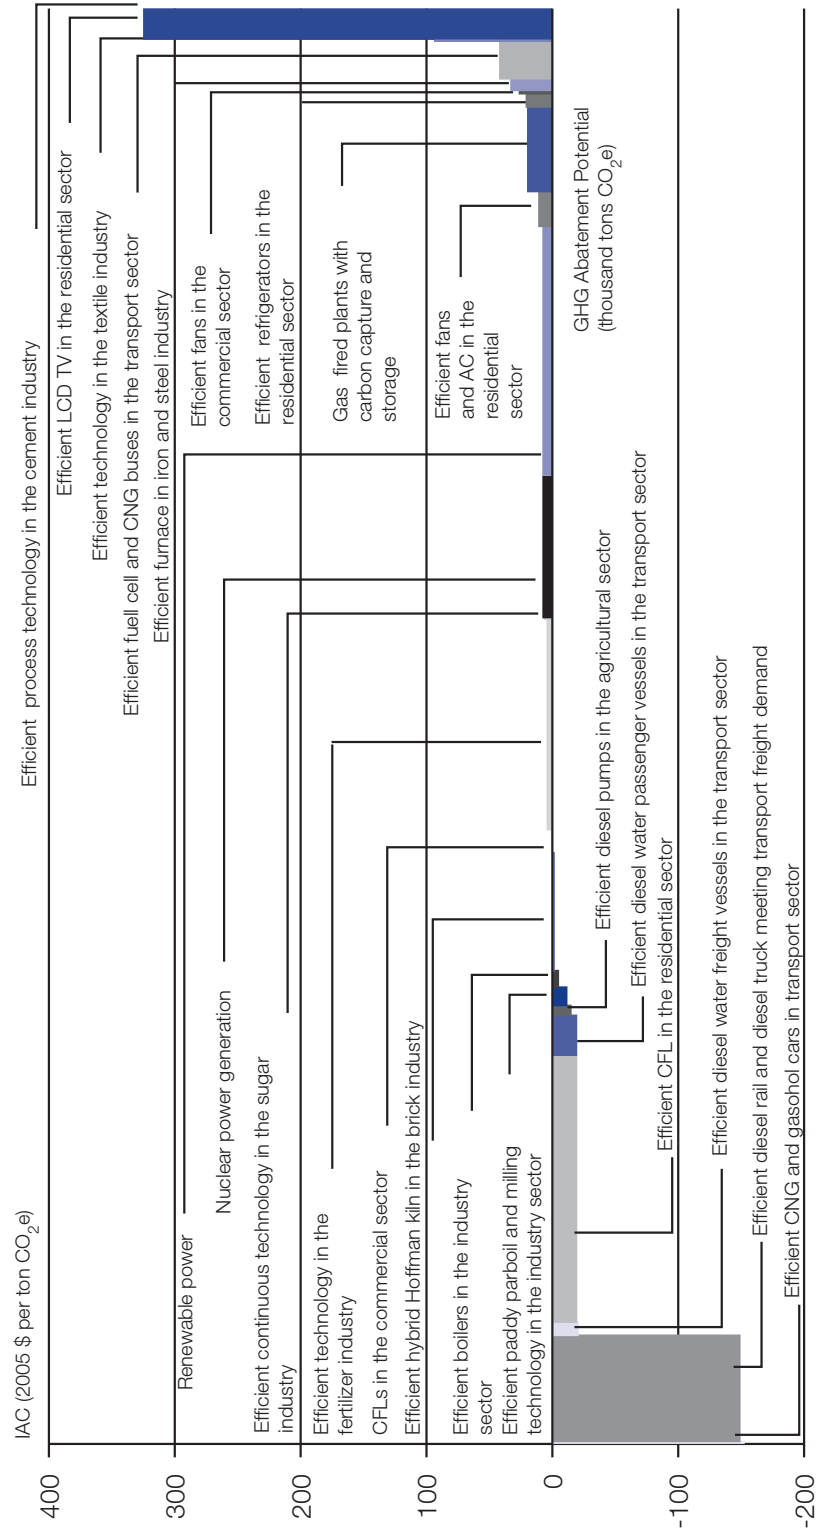 IAC (2005 $ per ton CO2e)
400
300
200
100
0
-100
-200
Efficient process technology in the cement industry
Efficient LCD TV in the residential sector
Efficient technology in the textile industry
Efficient fuell cell and CNG buses in the transport sector
Efficient furnace in iron and steel industry
Efficient fans in the
commercial sector
Efficient refrigerators in the
residential sector
Gas fired plants with
carbon capture and
storage
Efficient fans
and AC in the
residential
sector
Renewable power
Nuclear power generation
Efficient continuous technology in the sugar
industry
Efficient technology in the
fertilizer industry
CFLs in the commercial sector
Efficient hybrid Hoffman kiln in the brick industry
Efficient boilers in the industry
sector
Efficient paddy parboil and milling
technology in the industry sector
GHG Abatement Potential
(thousand tons CO2e)
Efficient diesel pumps in the agricultural sector
Efficient diesel water passenger vessels in the transport sector
Efficient CFL in the residential sector
Efficient diesel water freight vessels in the transport sector
Efficient diesel rail and diesel truck meeting transport freight demand
Efficient CNG and gasohol cars in transport sector